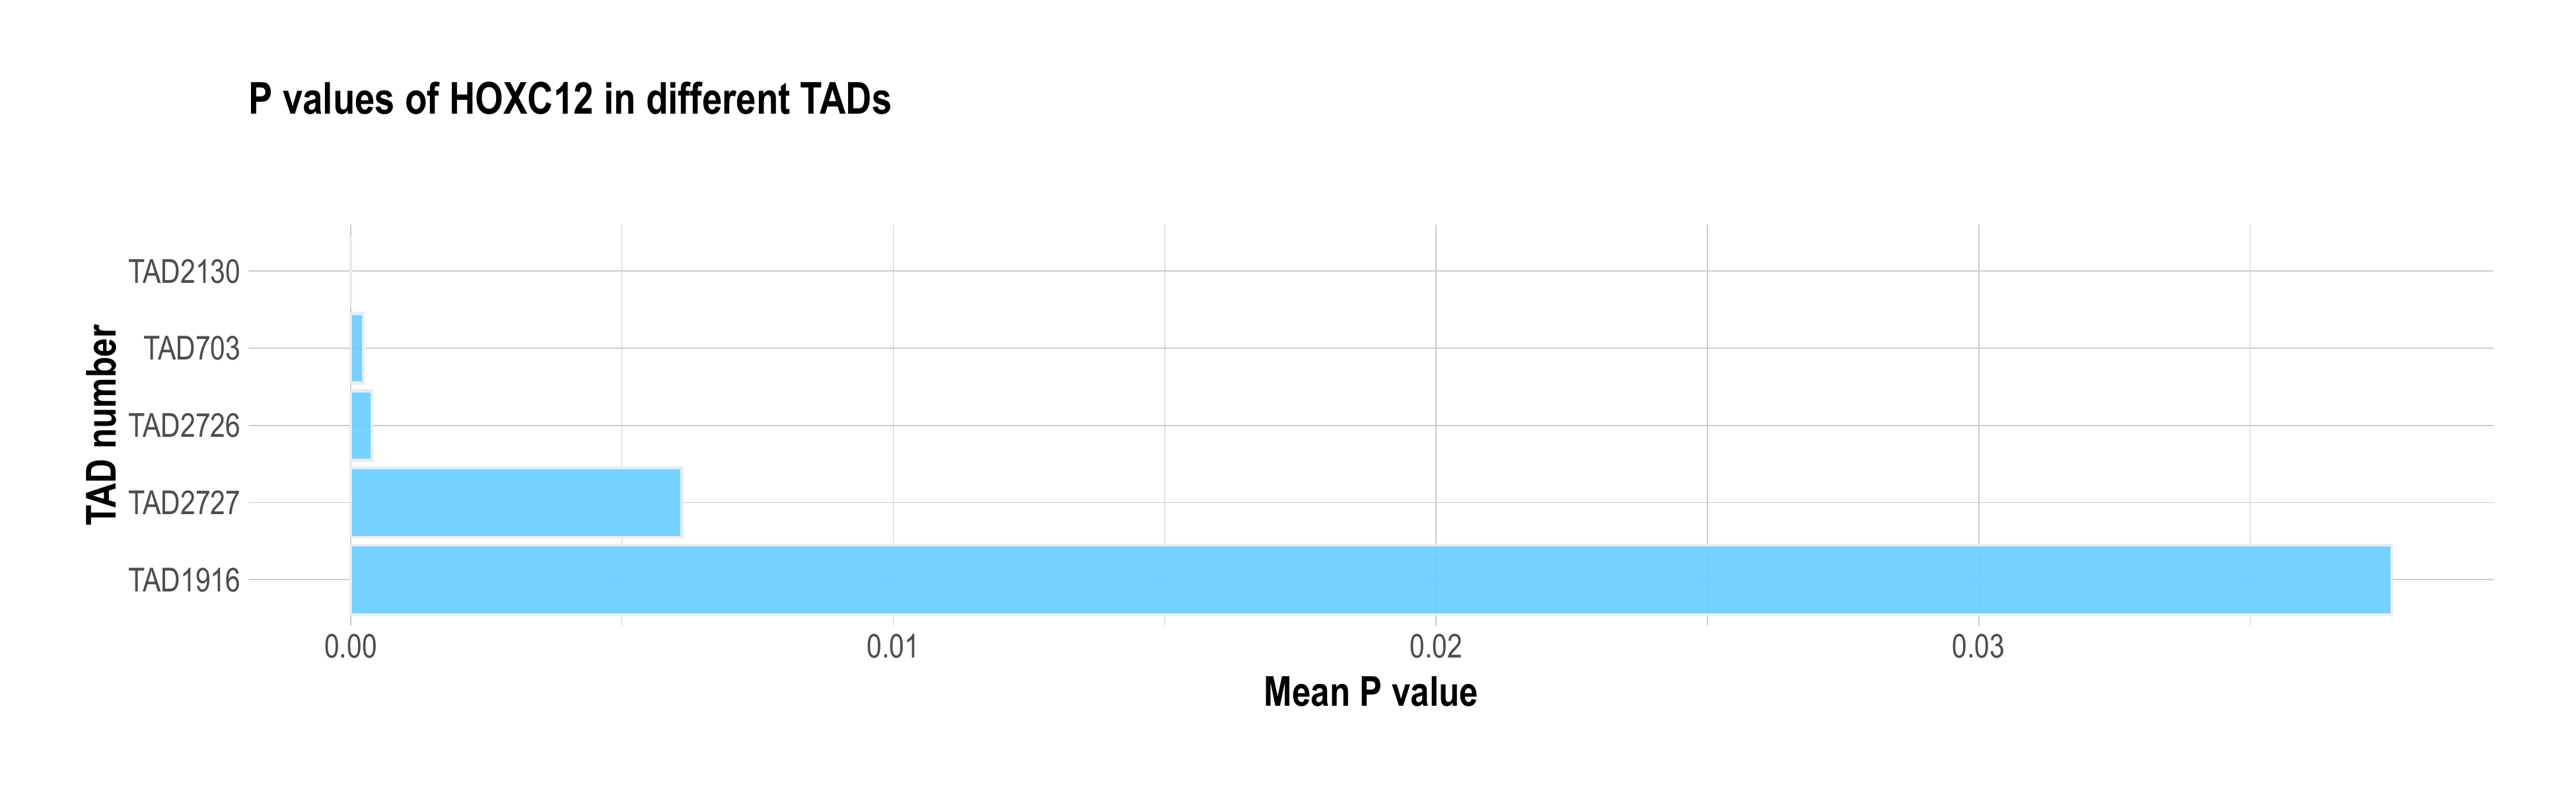 P values of HOXC12 in different TADs
TAD number
TAD2130
TAD703
TAD2726
TAD2727
TAD1916
0.00 0.01 0.02 0.03
Mean P value